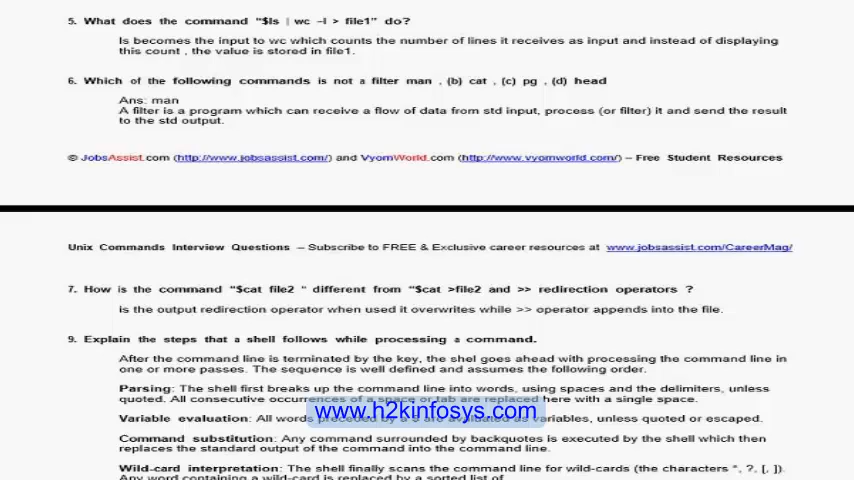 5. What does the command "$ls | wc –l > file1" do?
ls becomes the input to wc which counts the number of lines it receives as input and instead of displaying
this count , the value is stored in file1.
6. Which of the following commands is not a filter man , (b) cat , (c) pg , (d) head
Ans: man
A filter is a program which can receive a flow of data from std input, process (or filter) it and send the result
to the std output.
© JobsAssist.com (http://www.jobsassist.com/) and VyomWorld.com (http://www.vyomworld.com/) – Free Student Resources
Unix Commands Interview Questions – Subscribe to FREE & Exclusive career resources at www.jobsassist.com/CareerMag/
7. How is the command "$cat file2 " different from "$cat >file2 and >> redirection operators ?
is the output redirection operator when used it overwrites while >> operator appends into the file.
9. Explain the steps that a shell follows while processing a command.
After the command line is terminated by the key, the shel goes ahead with processing the command line in
one or more passes. The sequence is well defined and assumes the following order.
Parsing: The shell first breaks up the command line into words, using spaces and the delimiters, unless
quoted. All consecutive occurrences of a space or tab are replaced here with a single space.
www.h2kinfosys.com
Variable evaluation: All words preceded by a $ are evaluated as variables, unless quoted or escaped.
Command substitution: Any command surrounded by backquotes is executed by the shell which then
replaces the standard output of the command into the command line.
Wild-card interpretation: The shell finally scans the command line for wild-cards (the characters *, ?, [, ]).
Any word containing a wild-card is replaced by a sorted list of